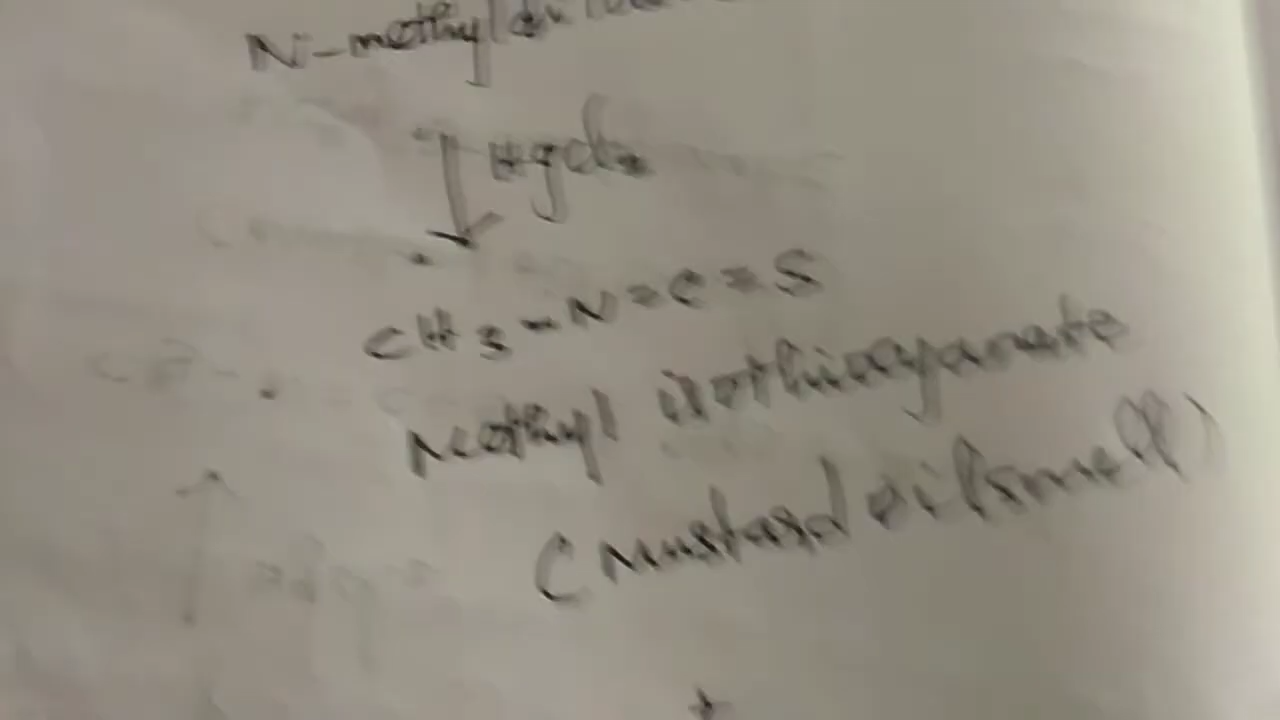 N-methyl
HgCl2
CH3-N=C=S
Methyl isothiocyanate
(Mustard oil smell)
+